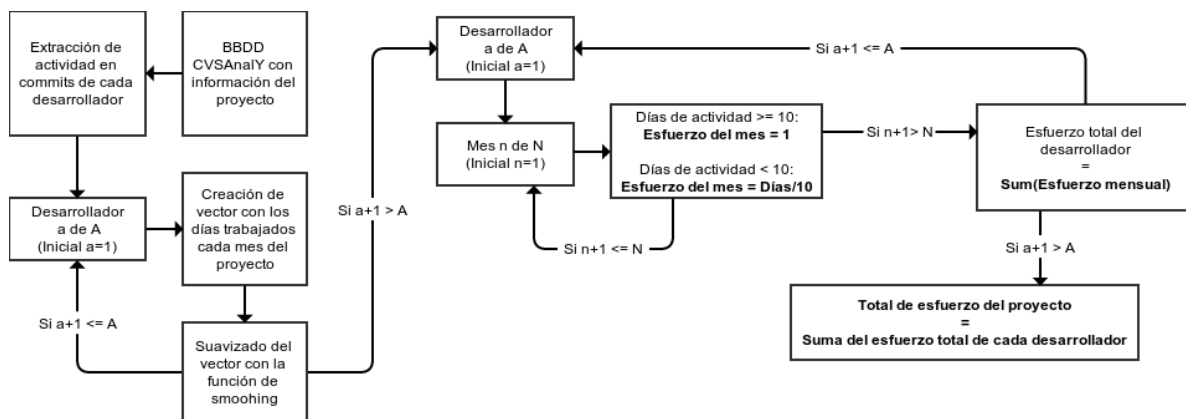 Extracción de
actividad en
commits de cada
desarrollador
BBDD
CVSAnalY con
información del
proyecto
Desarrollador
a de A
(Inicial a=1)
Creación de
vector con los
días trabajados
cada mes del
proyecto
Si a+1 <= A
Suavizado del
vector con la
función de
smoohing
Si a+1 > A
Desarrollador
a de A
(Inicial a=1)
Si a+1 <= A
Mes n de N
(Inicial n=1)
Días de actividad >= 10:
Esfuerzo del mes = 1
Días de actividad < 10:
Esfuerzo del mes = Días/10
Si n+1 <= N
Si n+1> N
Esfuerzo total del
desarrollador
=
Sum(Esfuerzo mensual)
Si a+1 > A
Total de esfuerzo del proyecto
=
Suma del esfuerzo total de cada desarrollador